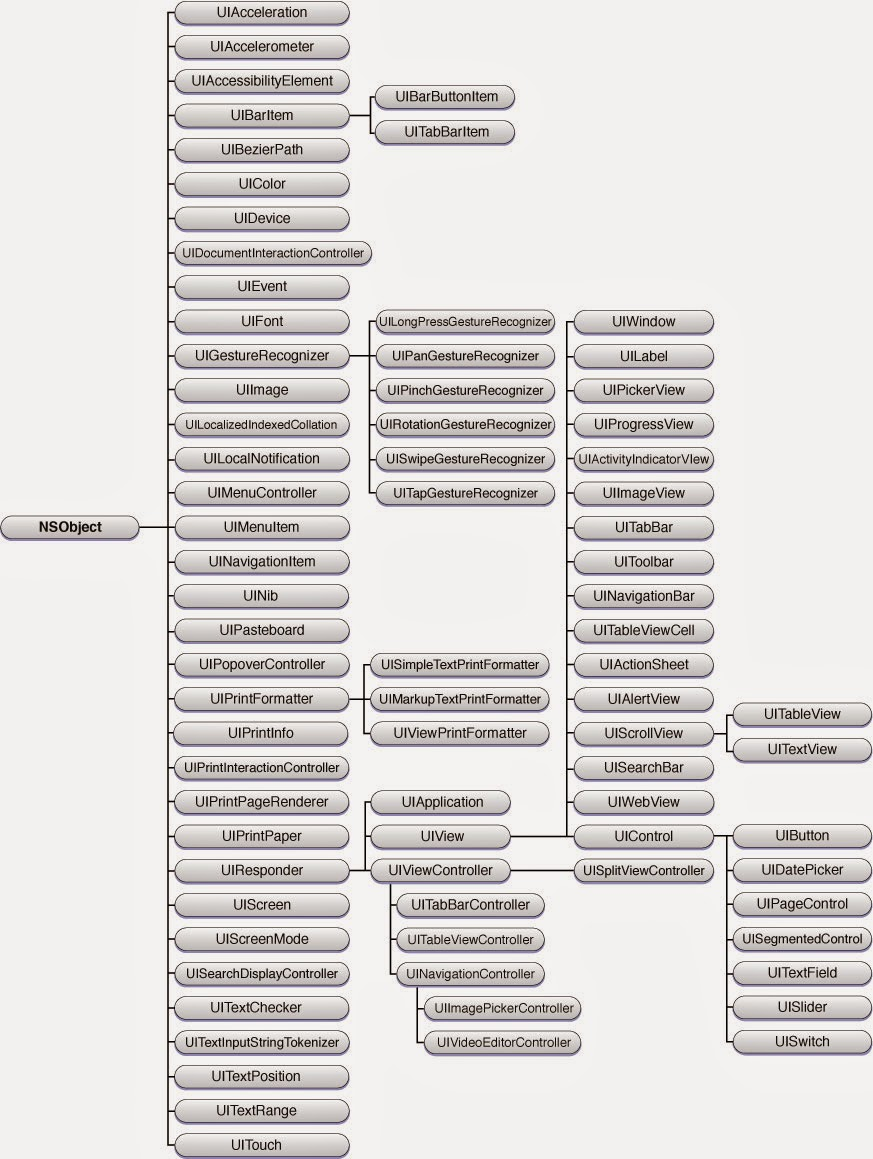 NSObject
UIAcceleration
UIAccelerometer
UIAccessibilityElement
UIBarItem
UIBarButtonItem
UITabBarItem
UIBezierPath
UIColor
UIDevice
UIDocumentInteractionController
UIEvent
UIFont
UIGestureRecognizer
UILongPressGestureRecognizer
UIPanGestureRecognizer
UIPinchGestureRecognizer
UIRotationGestureRecognizer
UISwipeGestureRecognizer
UITapGestureRecognizer
UIImage
UILocalizedIndexedCollation
UILocalNotification
UIMenuController
UIMenuItem
UINavigationItem
UINib
UIPasteboard
UIPopoverController
UIPrintFormatter
UISimpleTextPrintFormatter
UIMarkupTextPrintFormatter
UIViewPrintFormatter
UIPrintInfo
UIPrintInteractionController
UIPrintPageRenderer
UIPrintPaper
UIResponder
UIApplication
UIView
UIWindow
UILabel
UIPickerView
UIProgressView
UIActivityIndicatorVIew
UIImageView
UITabBar
UIToolbar
UINavigationBar
UITableViewCell
UIActionSheet
UIAlertView
UIScrollView
UITableView
UITextView
UISearchBar
UIWebView
UIControl
UIButton
UIDatePicker
UIPageControl
UISegmentedControl
UITextField
UISlider
UISwitch
UIViewController
UISplitViewController
UITabBarController
UITableViewController
UINavigationController
UIImagePickerController
UIVideoEditorController
UIScreen
UIScreenMode
UISearchDisplayController
UITextChecker
UITextInputStringTokenizer
UITextPosition
UITextRange
UITouch